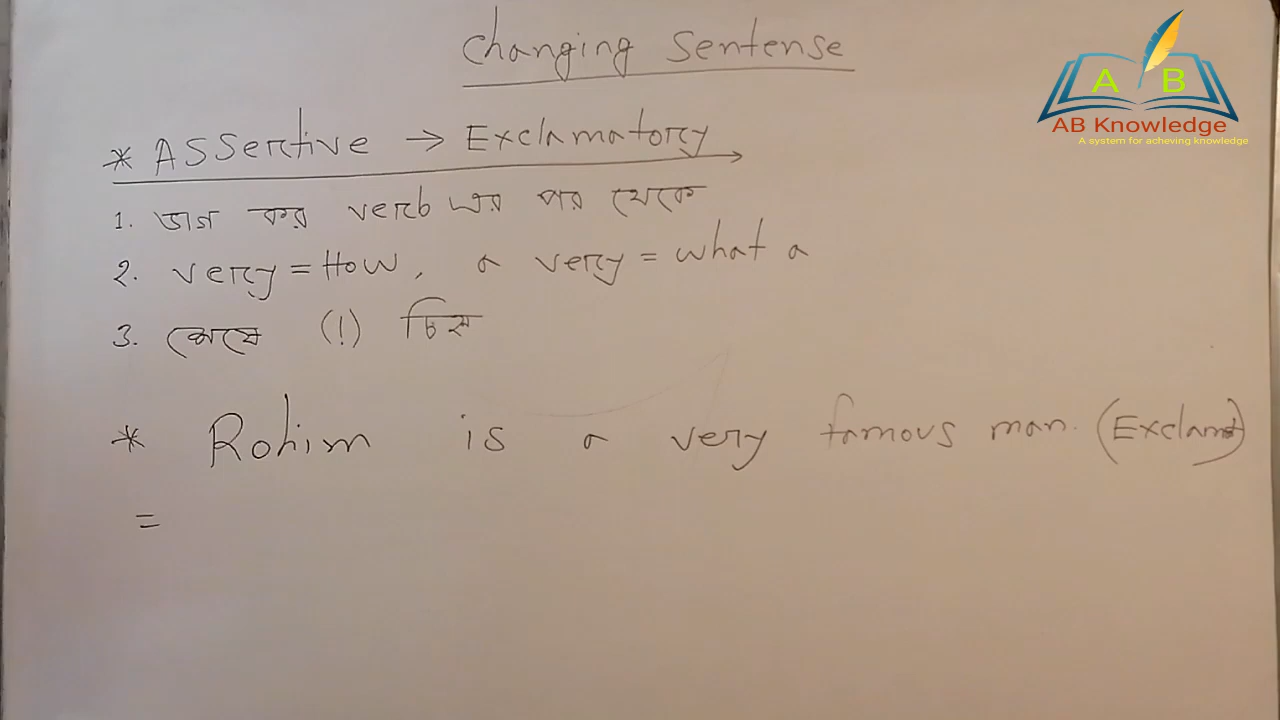 Changing Sentense
A B
AB Knowledge
A system for acheving knowledge
* Assertive → Exclamatory
1. ভাগ কর verb এর পর থেকে
2. very = How, a very = what a
3. শেষে (!) চিহ্ন
* Rohim is a very famous man. (Exclamat)
=